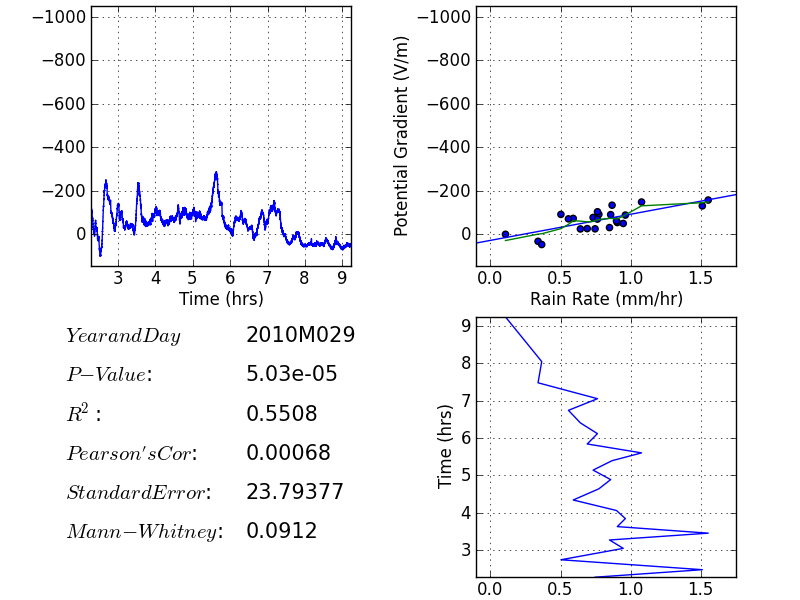 −1000
−800
−600
−400
−200
0
3 4 5 6 7 8 9
Time (hrs)
Potential Gradient (V/m)
−1000
−800
−600
−400
−200
0
0.0 0.5 1.0 1.5
Rain Rate (mm/hr)
YearandDay 2010M029
P−Value: 5.03e-05
R² : 0.5508
Pearson'sCor: 0.00068
StandardError: 23.79377
Mann−Whitney: 0.0912
Time (hrs)
9
8
7
6
5
4
3
0.0 0.5 1.0 1.5